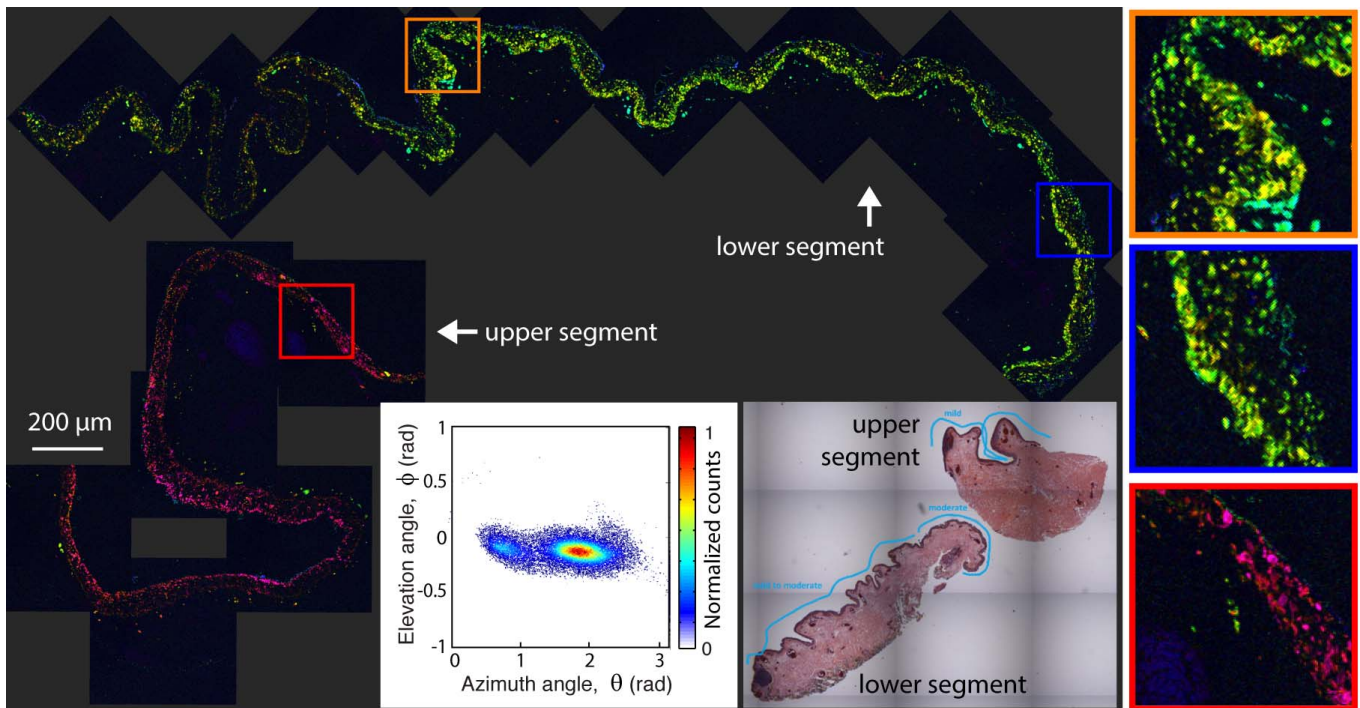 lower segment
upper segment
200 μm
Elevation angle, ϕ (rad)
1
0.5
0
-0.5
-1
0
1
2
3
Azimuth angle, θ (rad)
1
0
Normalized counts
upper
segment
mild
moderate
to moderate
lower segment